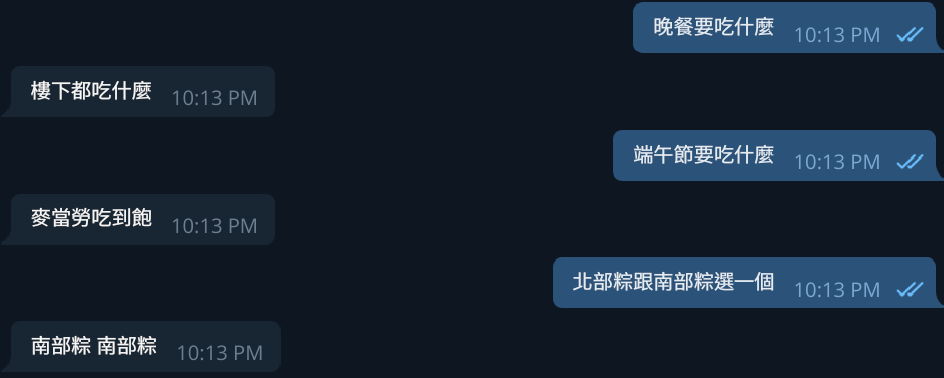 晚餐要吃什麼 10:13 PM
樓下都吃什麼 10:13 PM
端午節要吃什麼 10:13 PM
麥當勞吃到飽 10:13 PM
北部粽跟南部粽選一個 10:13 PM
南部粽 南部粽 10:13 PM